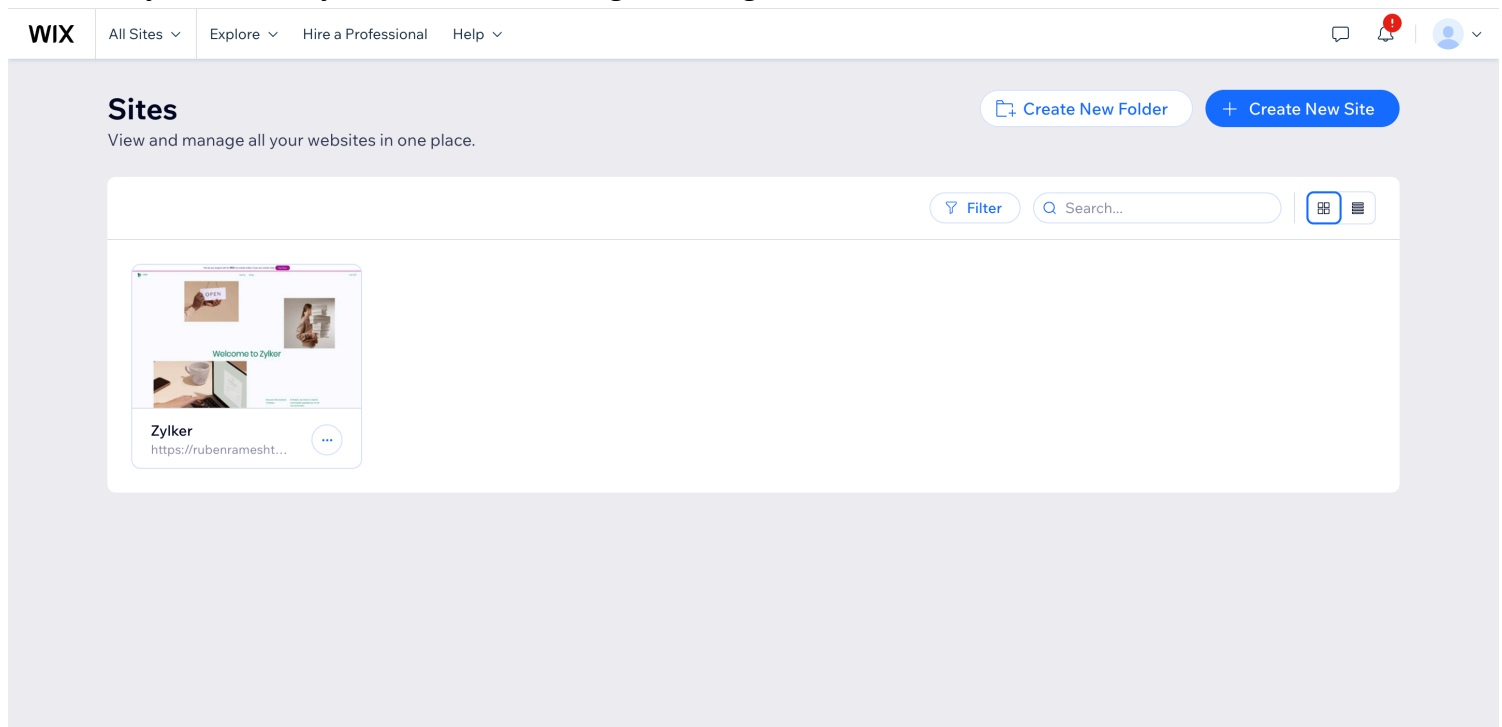 WIX
All Sites
Explore
Hire a Professional
Help
!
Sites
View and manage all your websites in one place.
Create New Folder
+ Create New Site
Filter
Search...
OPEN
Welcome to Zylker
Zylker
https://rubenramesht...